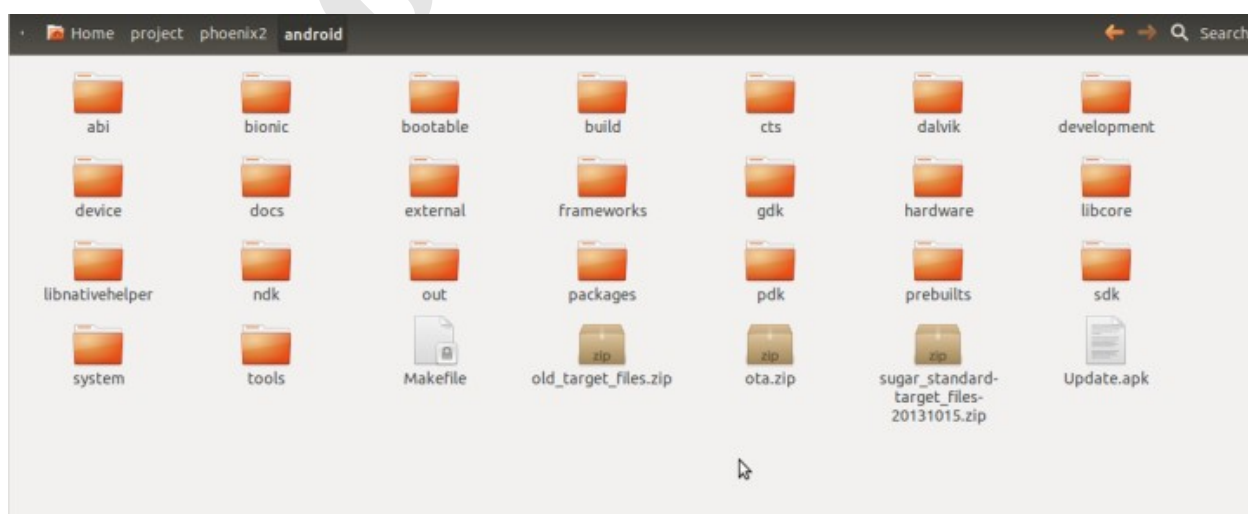 Home project phoenix2 android Search
abi bionic bootable build cts dalvik development
device docs external frameworks gdk hardware libcore
libnativehelper ndk out packages pdk prebuilts sdk
zip zip zip
system tools Makefile old_target_files.zip ota.zip sugar_standard- Update.apk
target_files-
20131015.zip